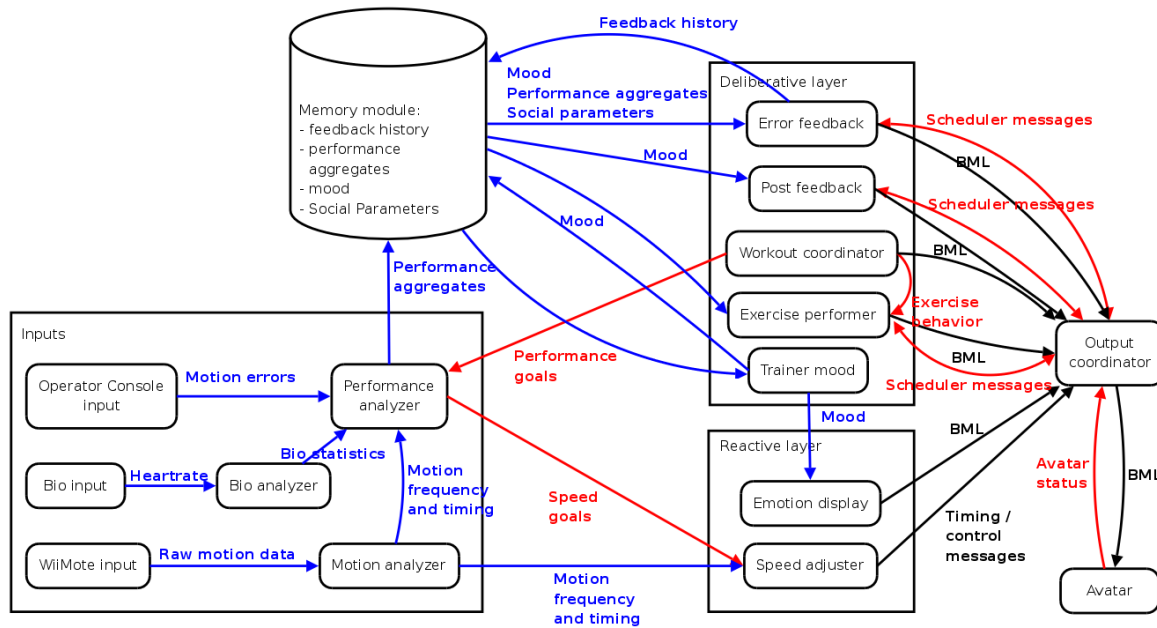 Feedback history
Mood
Performance aggregates
Social parameters
Deliberative layer
Memory module:
- feedback history
- performance
aggregates
- mood
- Social Parameters
Error feedback
Scheduler messages
BML
Mood
Post feedback
Scheduler messages
Mood
Workout coordinator
BML
Performance
aggregates
Exercise performer
Exercise
behavior
Inputs
Performance
goals
Trainer mood
BML
Scheduler messages
Output
coordinator
Operator Console
input
Motion errors
Performance
analyzer
Mood
Reactive layer
BML
Bio statistics
Bio input
Heartrate
Bio analyzer
Motion
frequency
and timing
Speed
goals
Emotion display
Avatar
status
BML
Timing /
control
messages
WiiMote input
Raw motion data
Motion analyzer
Motion
frequency
and timing
Speed adjuster
Avatar